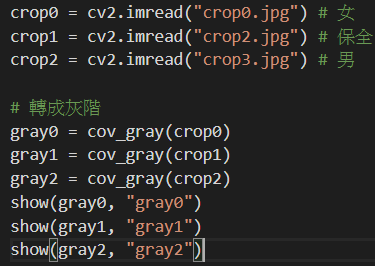 crop0 = cv2.imread("crop0.jpg") # 女
crop1 = cv2.imread("crop2.jpg") # 保全
crop2 = cv2.imread("crop3.jpg") # 男
# 轉成灰階
gray0 = cov_gray(crop0)
gray1 = cov_gray(crop1)
gray2 = cov_gray(crop2)
show(gray0, "gray0")
show(gray1, "gray1")
show(gray2, "gray2")